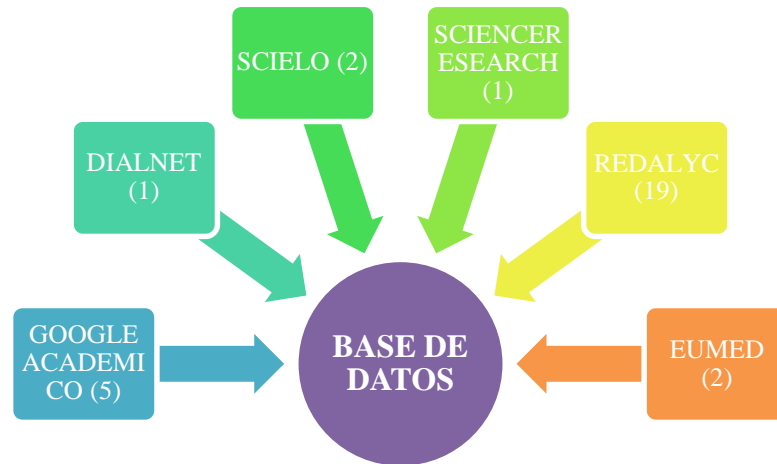 SCIELO (2)
SCIENCER
ESEARCH
(1)
DIALNET
(1)
REDALYC
(19)
GOOGLE
ACADEMI
CO (5)
BASE DE
DATOS
EUMED
(2)